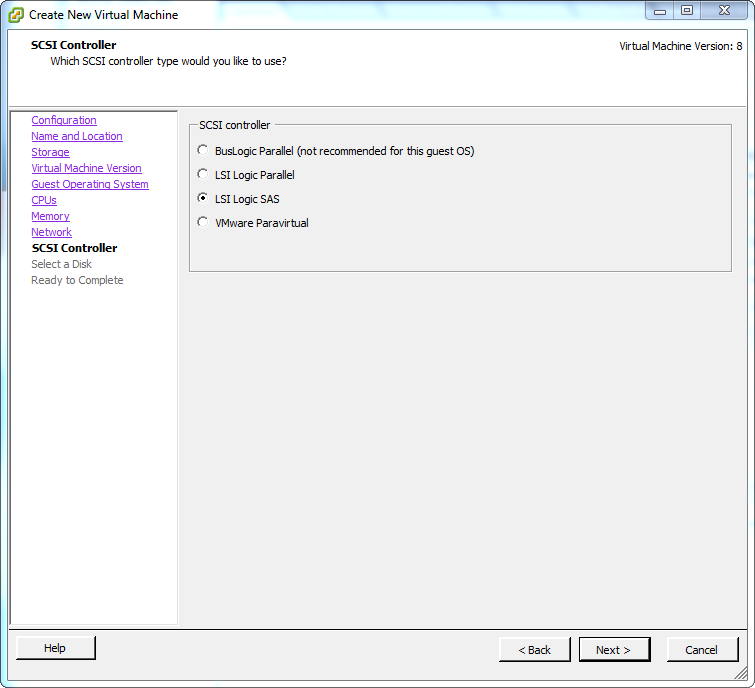 Create New Virtual Machine
SCSI Controller
Which SCSI controller type would you like to use?
Virtual Machine Version: 8
Configuration
Name and Location
Storage
Virtual Machine Version
Guest Operating System
CPUs
Memory
Network
SCSI Controller
Select a Disk
Ready to Complete
SCSI controller
BusLogic Parallel (not recommended for this guest OS)
LSI Logic Parallel
LSI Logic SAS
VMware Paravirtual
Help
< Back
Next >
Cancel